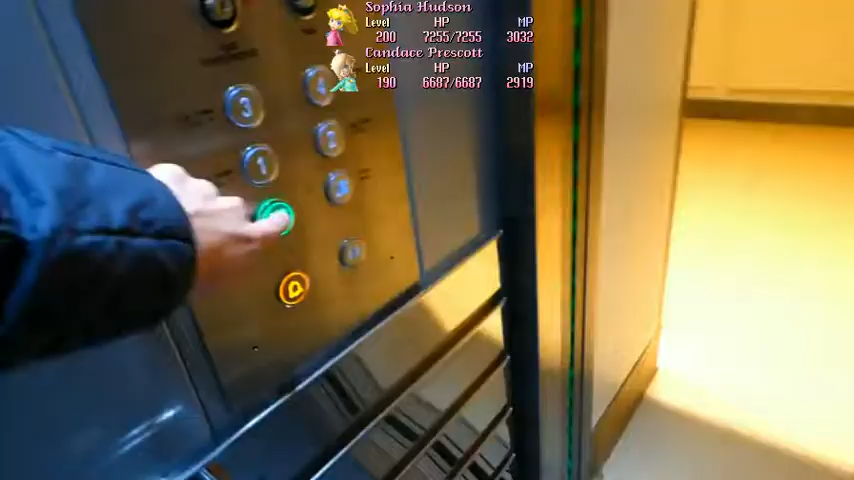 Sophia Hudson
Level HP MP
200 7255/7255 3032
Candace Prescott
Level HP MP
190 6687/6687 2919
3 4
1 2